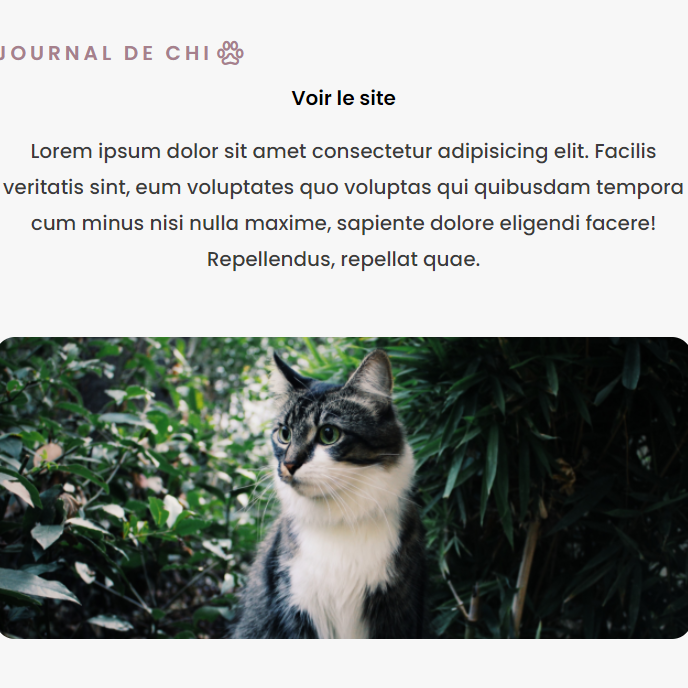 JOURNAL DE CHI
Voir le site
Lorem ipsum dolor sit amet consectetur adipisicing elit. Facilis
veritatis sint, eum voluptates quo voluptas qui quibusdam tempora
cum minus nisi nulla maxime, sapiente dolore eligendi facere!
Repellendus, repellat quae.